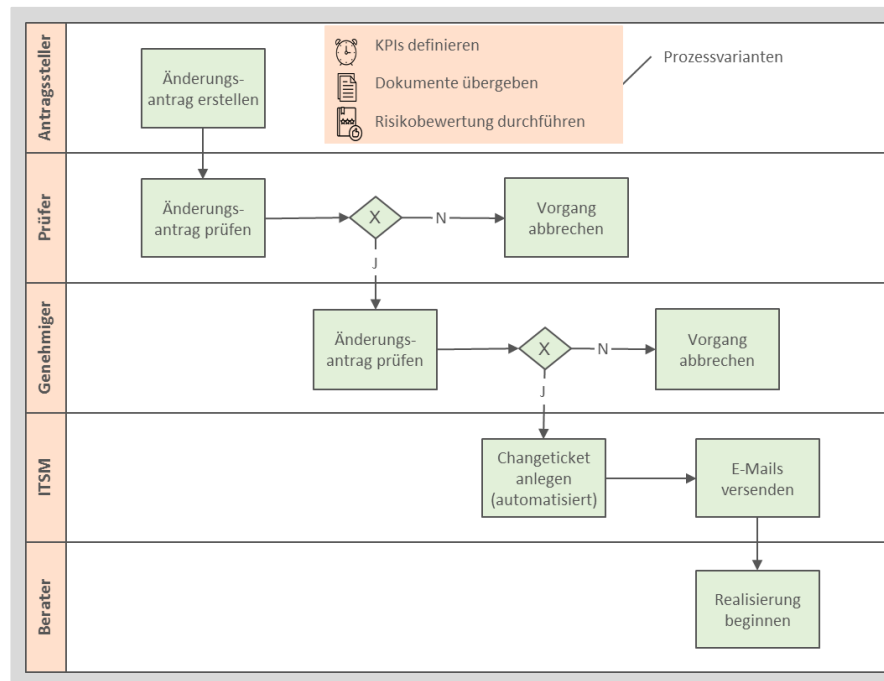 Antragssteller
Änderungs-
antrag erstellen
KPIs definieren
Dokumente übergeben
Risikobewertung durchführen
Prozessvarianten
Prüfer
Änderungs-
antrag prüfen
X
N
Vorgang
abbrechen
J
Genehmiger
Änderungs-
antrag prüfen
X
N
Vorgang
abbrechen
J
ITSM
Changeticket
anlegen
(automatisiert)
E-Mails
versenden
Berater
Realisierung
beginnen